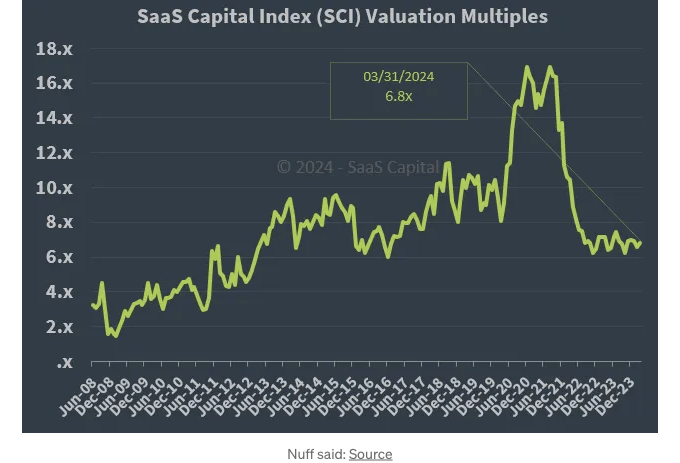 SaaS Capital Index (SCI) Valuation Multiples
18.x
16.x
14.x
12.x
10.x
8.x
6.x
4.x
2.x
.x
03/31/2024
6.8x
© 2024 - SaaS Capital
Jun-08
Dec-08
Jun-09
Dec-09
Jun-10
Dec-10
Jun-11
Dec-11
Jun-12
Dec-12
Jun-13
Dec-13
Jun-14
Dec-14
Jun-15
Dec-15
Jun-16
Dec-16
Jun-17
Dec-17
Jun-18
Dec-18
Jun-19
Dec-19
Jun-20
Dec-20
Jun-21
Dec-21
Jun-22
Dec-22
Jun-23
Dec-23
Nuff said: Source